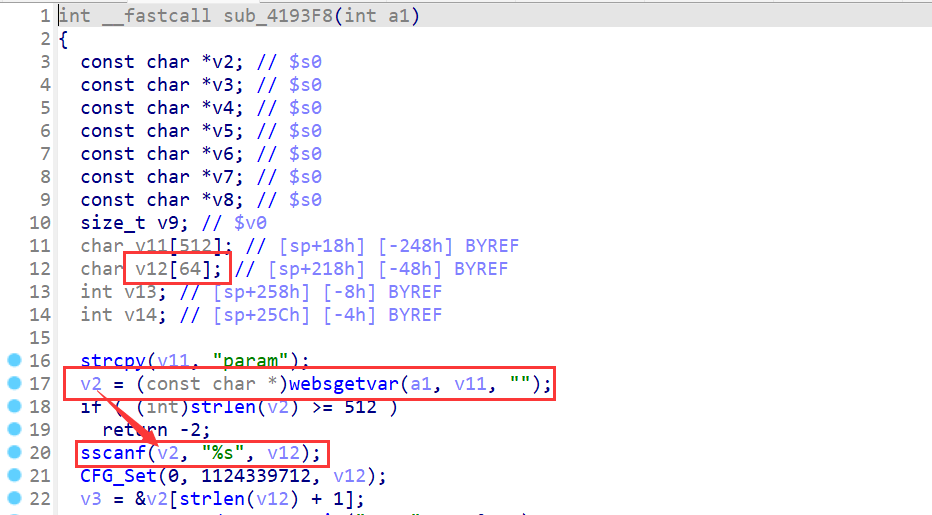 1 int __fastcall sub_4193F8(int a1)
2 {
3 const char *v2; // $s0
4 const char *v3; // $s0
5 const char *v4; // $s0
6 const char *v5; // $s0
7 const char *v6; // $s0
8 const char *v7; // $s0
9 const char *v8; // $s0
10 size_t v9; // $v0
11 char v11[512]; // [sp+18h] [-248h] BYREF
12 char v12[64]; // [sp+218h] [-48h] BYREF
13 int v13; // [sp+258h] [-8h] BYREF
14 int v14; // [sp+25Ch] [-4h] BYREF
15
16 strcpy(v11, "param");
17 v2 = (const char *)websgetvar(a1, v11, "");
18 if ( (int)strlen(v2) >= 512 )
19 return -2;
20 sscanf(v2, "%s", v12);
21 CFG_Set(0, 1124339712, v12);
22 v3 = &v2[strlen(v12) + 1];